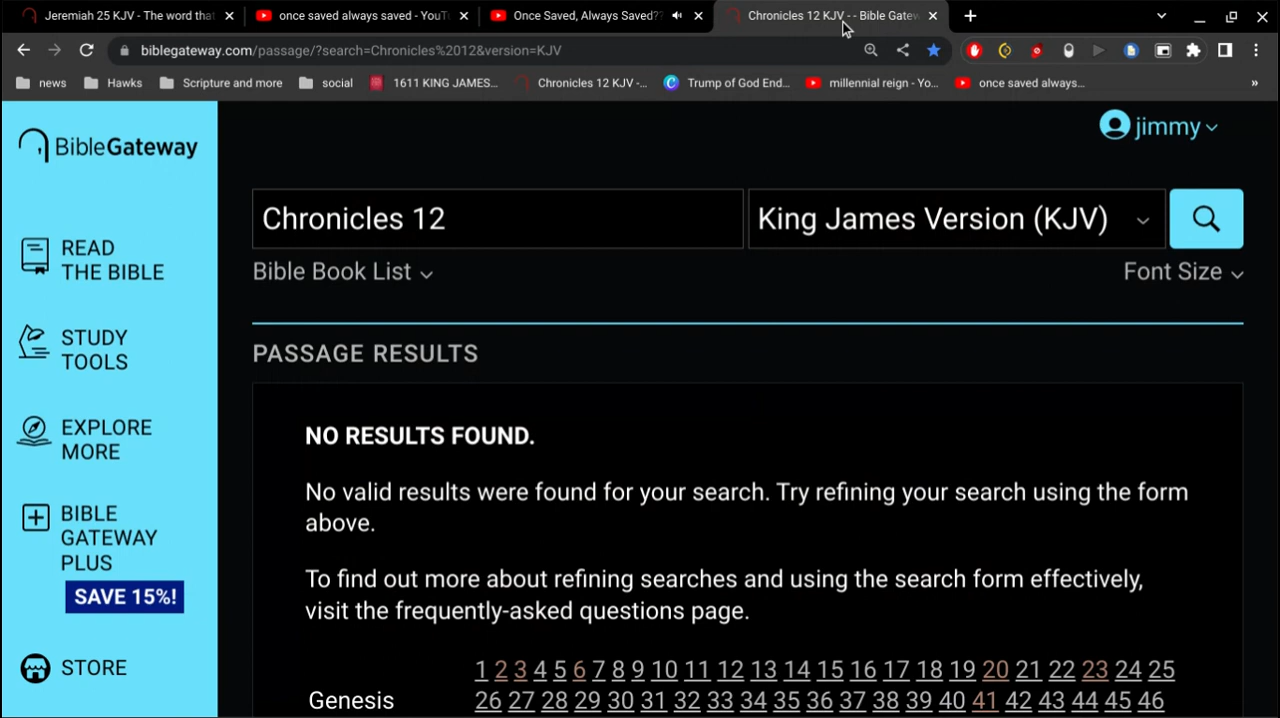 Jeremiah 25 KJV - The word that
once saved always saved - YouTu
Once Saved, Always Saved??
Chronicles 12 KJV - - Bible Gatew
biblegateway.com/passage/?search=Chronicles%2012&version=KJV
news
Hawks
Scripture and more
social
1611 KING JAMES...
Chronicles 12 KJV -...
Trump of God End...
millennial reign - Yo...
once saved always...
»
BibleGateway
jimmy
Chronicles 12
King James Version (KJV)
Bible Book List
Font Size
READ
THE BIBLE
STUDY
TOOLS
EXPLORE
MORE
BIBLE
GATEWAY
PLUS
SAVE 15%!
STORE
PASSAGE RESULTS
NO RESULTS FOUND.
No valid results were found for your search. Try refining your search using the form
above.
To find out more about refining searches and using the search form effectively,
visit the frequently-asked questions page.
1 2 3 4 5 6 7 8 9 10 11 12 13 14 15 16 17 18 19 20 21 22 23 24 25
Genesis
26 27 28 29 30 31 32 33 34 35 36 37 38 39 40 41 42 43 44 45 46